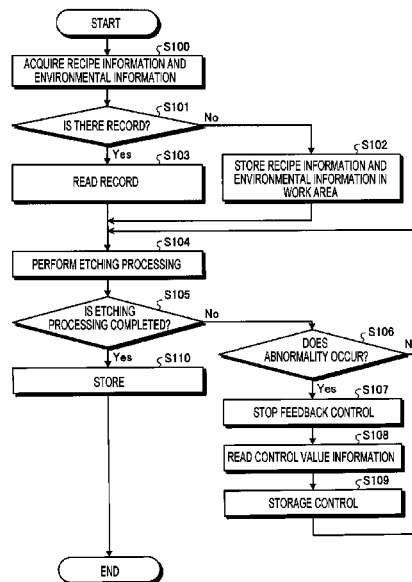 START
S100
ACQUIRE RECIPE INFORMATION AND
ENVIRONMENTAL INFORMATION
S101
IS THERE RECORD?
No
Yes
S103
READ RECORD
S102
STORE RECIPE INFORMATION AND
ENVIRONMENTAL INFORMATION IN
WORK AREA
S104
PERFORM ETCHING PROCESSING
S105
IS ETCHING
PROCESSING COMPLETED?
No
Yes
S106
DOES
ABNORMALITY OCCUR?
N
Yes
S110
STORE
S107
STOP FEEDBACK CONTROL
S108
READ CONTROL VALUE INFORMATION
S109
STORAGE CONTROL
END